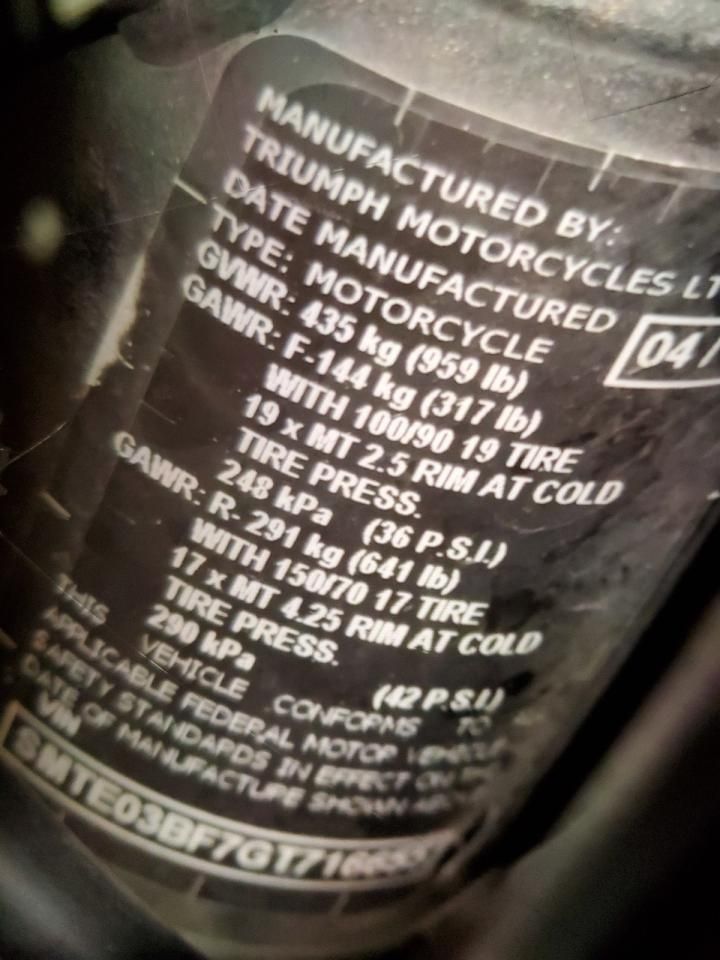 MANUFACTURED BY:
TRIUMPH MOTORCYCLES LT
DATE MANUFACTURED 04/
TYPE: MOTORCYCLE
GVWR: 435 kg (959 lb)
GAWR: F-144 kg (317 lb)
WITH 100/90 19 TIRE
19 x MT 2.5 RIM AT COLD
TIRE PRESS.
248 kPa (36 P.S.I.)
GAWR: R- 291 kg (641 lb)
WITH 150/70 17 TIRE
17 x MT 4.25 RIM AT COLD
TIRE PRESS.
290 kPa (42 P.S.I.)
THIS VEHICLE CONFORMS TO
APPLICABLE FEDERAL MOTOR VEHICLE
SAFETY STANDARDS IN EFFECT ON
DATE OF MANUFACTURE SHOWN
VIN